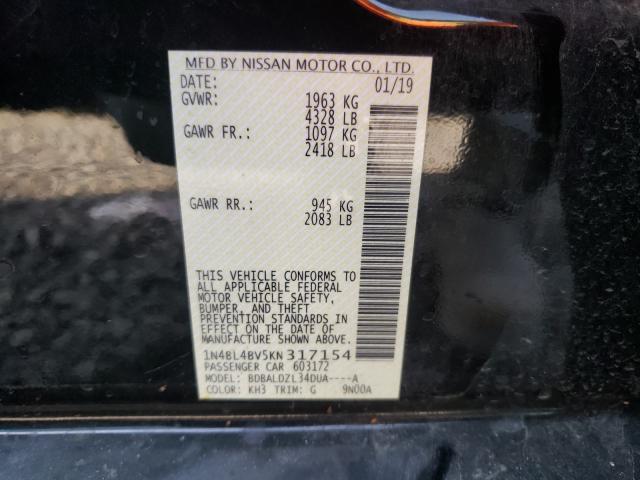 MFD BY NISSAN MOTOR CO., LTD.
DATE: 01/19
GVWR: 1963 KG
4328 LB
GAWR FR.: 1097 KG
2418 LB
GAWR RR.: 945 KG
2083 LB
THIS VEHICLE CONFORMS TO
ALL APPLICABLE FEDERAL
MOTOR VEHICLE SAFETY,
BUMPER, AND THEFT
PREVENTION STANDARDS IN
EFFECT ON THE DATE OF
MANUFACTURE SHOWN ABOVE.
1N4BL4BV5KN317154
PASSENGER CAR 603172
MODEL: BDBALDZL34DUA----A
COLOR: KH3 TRIM: G 9N00A